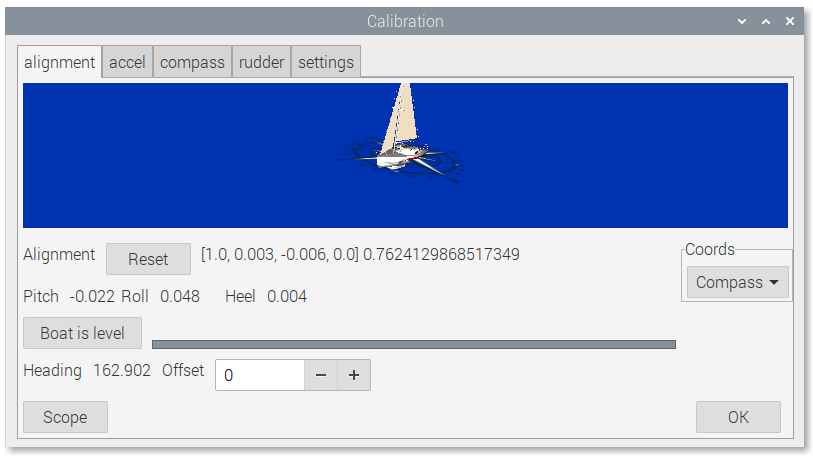 Calibration
alignment accel compass rudder settings
Alignment Reset [1.0, 0.003, -0.006, 0.0] 0.7624129868517349
Coords
Compass
Pitch -0.022 Roll 0.048 Heel 0.004
Boat is level
Heading 162.902 Offset 0 − +
Scope OK